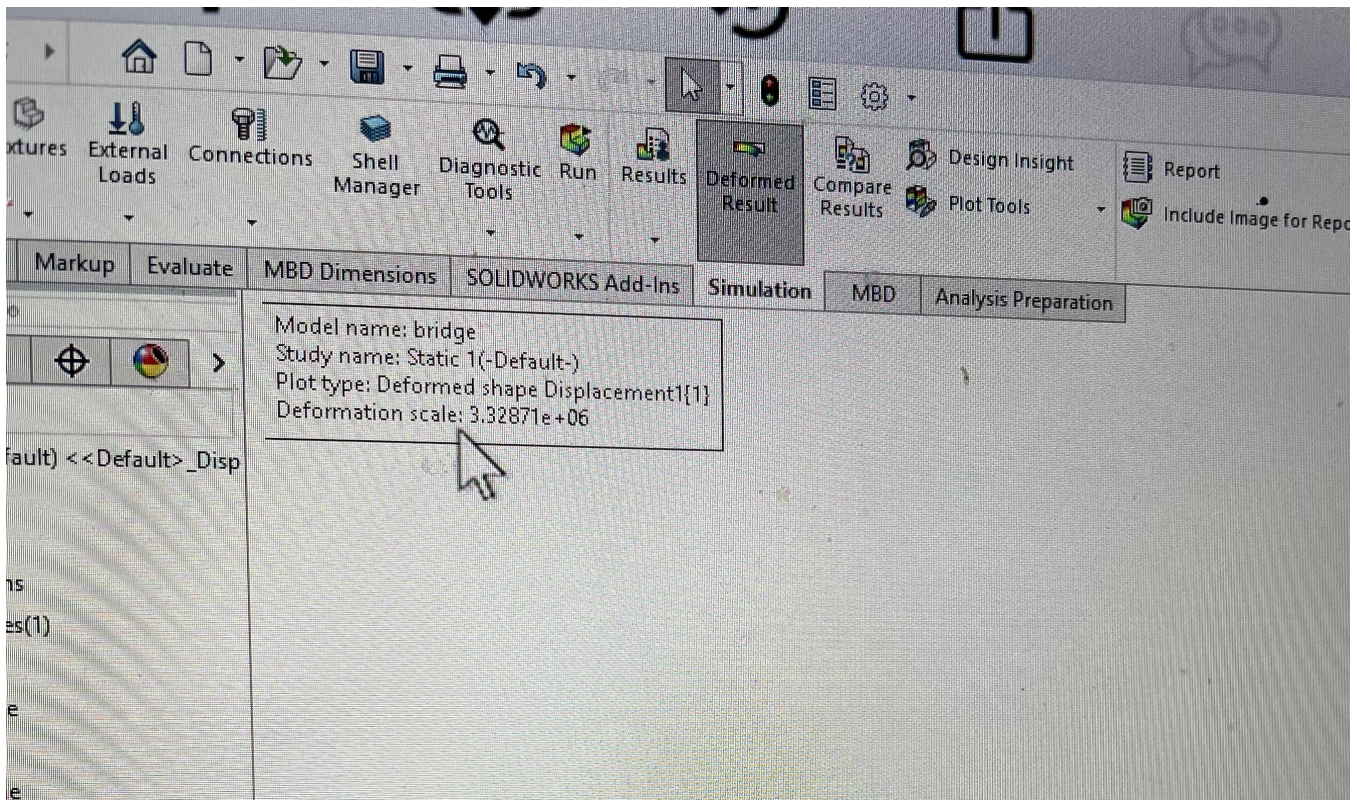 External
Loads
Connections
Shell
Manager
Diagnostic
Tools
Run
Results
Deformed
Result
Compare
Results
Design Insight
Plot Tools
Report
Include Image for Repo
xtures
Markup
Evaluate
MBD Dimensions
SOLIDWORKS Add-Ins
Simulation
MBD
Analysis Preparation
Model name: bridge
Study name: Static 1(-Default-)
Plot type: Deformed shape Displacement1{1}
Deformation scale: 3.32871e+06
fault) <<Default>_Disp
ns
es(1)
e
e